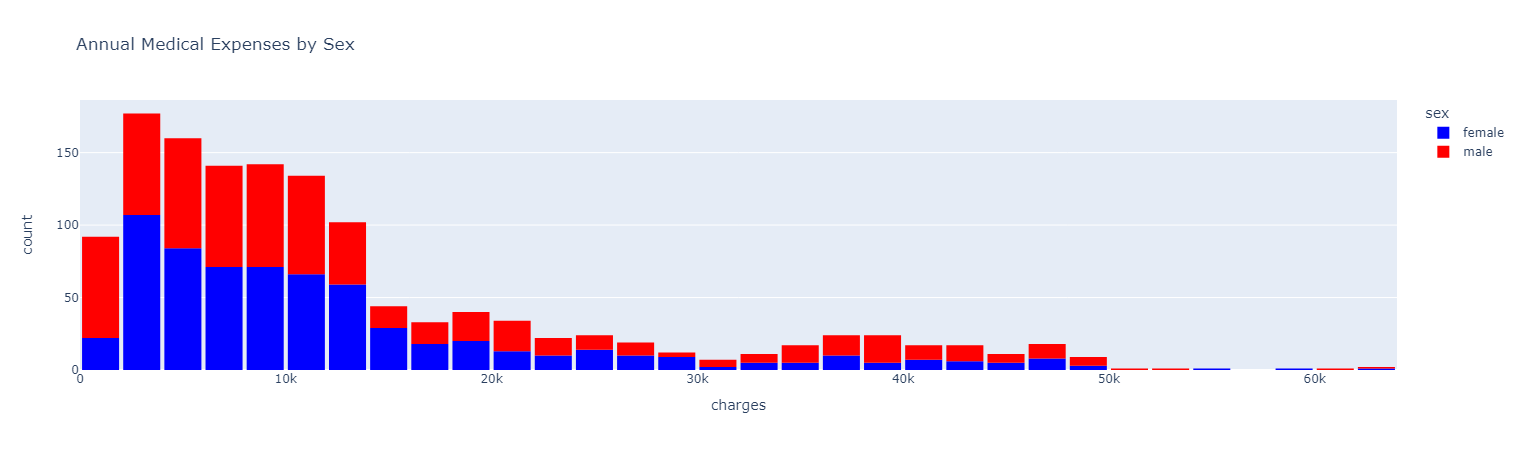 Annual Medical Expenses by Sex
sex
female
male
150
100
50
0
count
0 10k 20k 30k 40k 50k 60k
charges